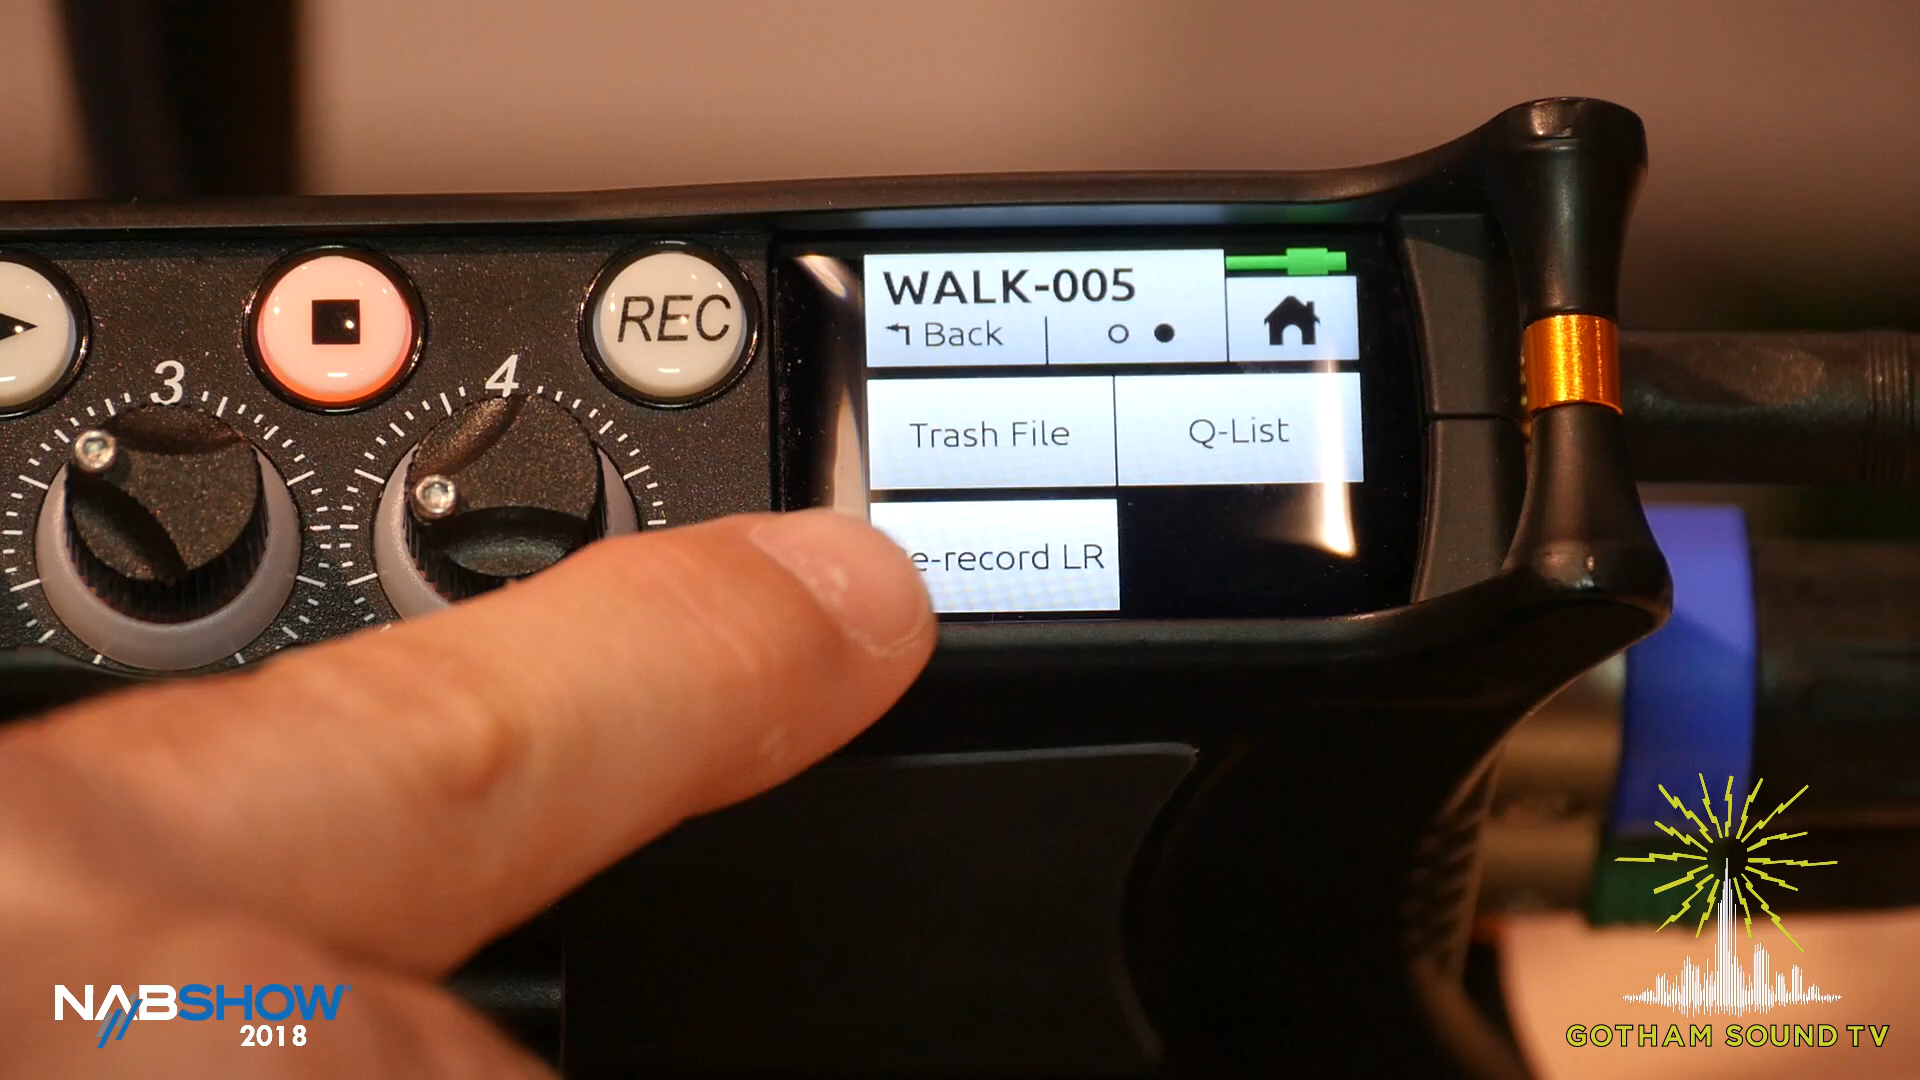 WALK-005
Back
Trash File
Q-List
e-record LR
REC
3
4
NABSHOW
2018
GOTHAM SOUND TV